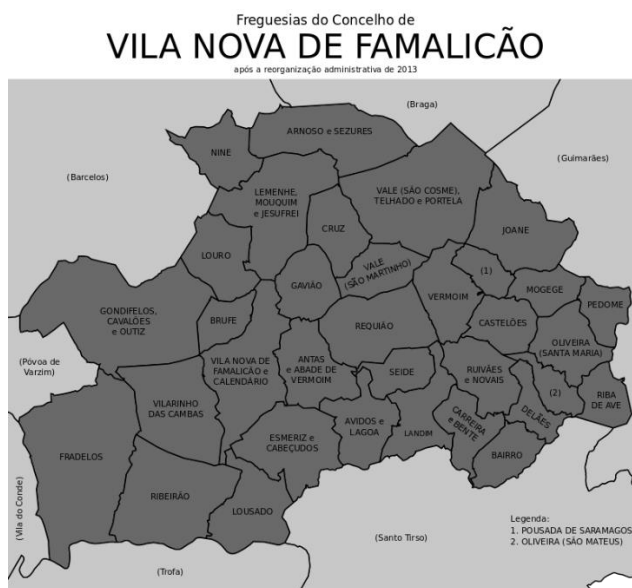 Freguesias do Concelho de
VILA NOVA DE FAMALICÃO
após a reorganização administrativa de 2013
(Braga)
ARNOSO e SEZURES
NINE
(Guimarães)
(Barcelos)
LEMENHE,
MOUQUIM
e JESUFREI
VALE (SÃO COSME),
TELHADO e PORTELA
CRUZ
JOANE
LOURO
VALE
(SÃO MARTINHO)
(1)
GAVIÃO
MOGEGE
VERMOIM
PEDOME
GONDIFELOS,
CAVALÕES
e OUTIZ
BRUFE
REQUIÃO
CASTELÕES
OLIVEIRA
(SANTA MARIA)
(Póvoa de
Varzim)
VILA NOVA DE
FAMALICÃO e
CALENDÁRIO
ANTAS
e ABADE DE
VERMOIM
SEIDE
RUIVÃES
e NOVAIS
(2)
RIBA
DE AVE
VILARINHO
DAS CAMBAS
DELÃES
CARREIRA
e BENTE
AVIDOS e
LAGOA
LANDIM
ESMERIZ e
CABEÇUDOS
FRADELOS
BAIRRO
RIBEIRÃO
LOUSADO
(Vila do Conde)
(Santo Tirso)
(Trofa)
Legenda:
1. POUSADA DE SARAMAGOS
2. OLIVEIRA (SÃO MATEUS)